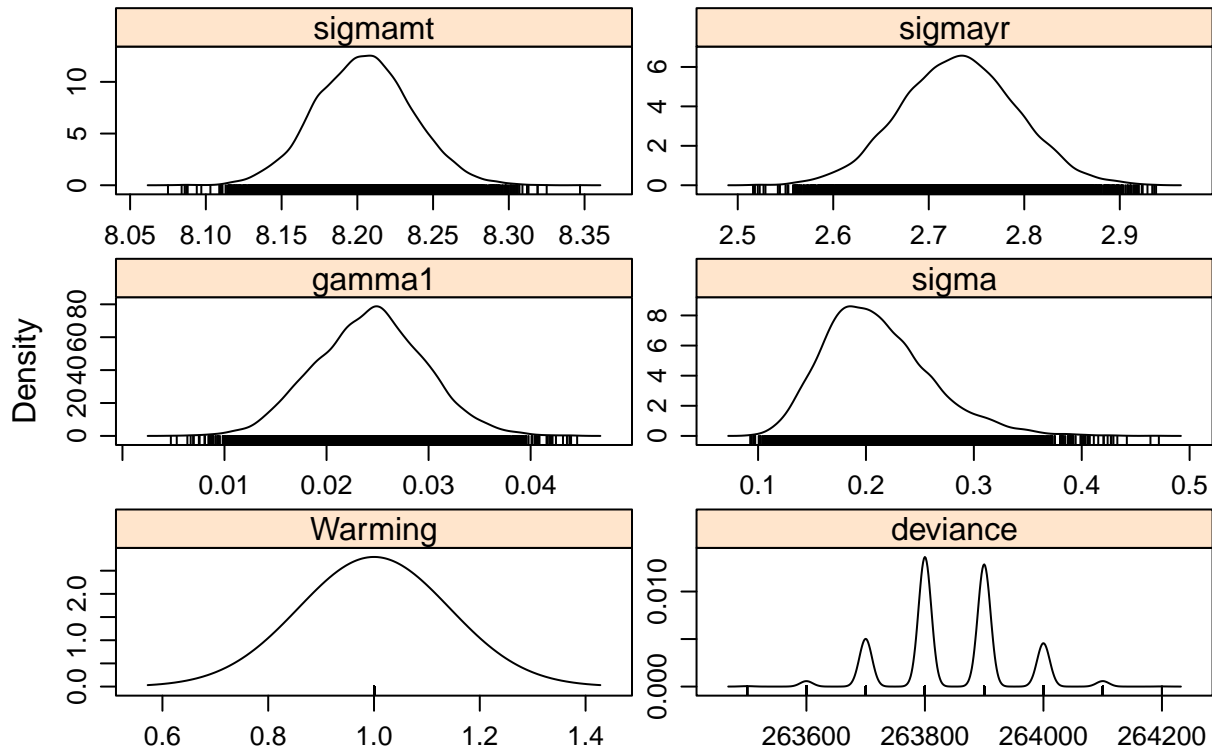 sigmamt
0 5 10
8.05 8.10 8.15 8.20 8.25 8.30 8.35
sigmayr
0 2 4 6
2.5 2.6 2.7 2.8 2.9
Density
gamma1
0 20 40 60 80
0.01 0.02 0.03 0.04
sigma
0 2 4 6 8
0.1 0.2 0.3 0.4 0.5
Warming
0.0 1.0 2.0
0.6 0.8 1.0 1.2 1.4
deviance
0.000 0.010
263600 263800 264000 264200